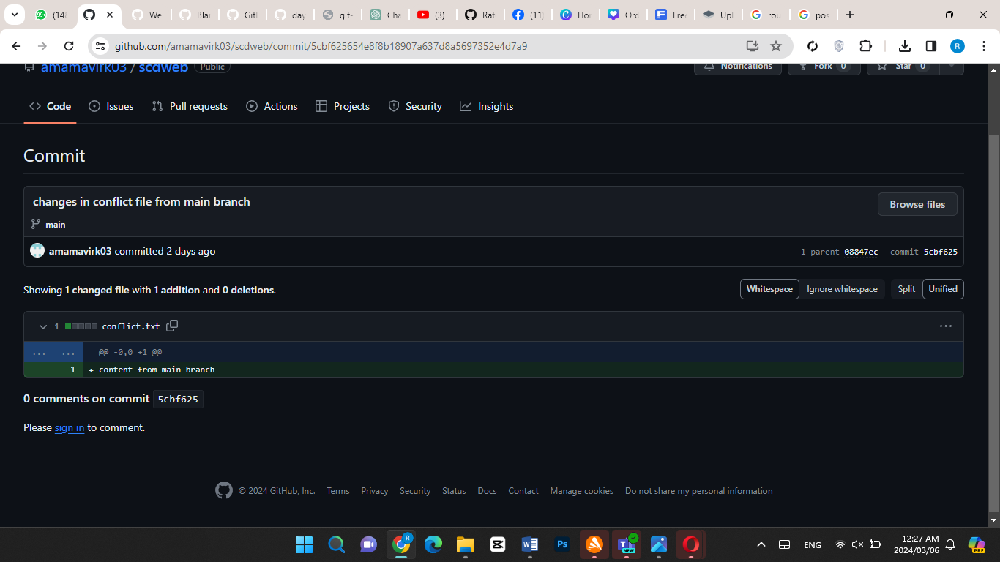 (14
We
Bla
Git
day
git-
Cha
(3)
Rat
(11)
Ho
Ord
Fre
Upl
rou
pos
github.com/amamavirk03/scdweb/commit/5cbf625654e8f8b18907a637d8a5697352e4d7a9
R
amamavirk03 / scdweb Public
Notifications
Fork 0
Star 0
Code
Issues
Pull requests
Actions
Projects
Security
Insights
Commit
changes in conflict file from main branch
Browse files
main
amamavirk03 committed 2 days ago
1 parent 08847ec commit 5cbf625
Showing 1 changed file with 1 addition and 0 deletions.
Whitespace Ignore whitespace Split Unified
1 conflict.txt
... ... @@ -0,0 +1 @@
1 + content from main branch
0 comments on commit 5cbf625
Please sign in to comment.
© 2024 GitHub, Inc. Terms Privacy Security Status Docs Contact Manage cookies Do not share my personal information
R
W
Ps
T
NEW
ENG
12:27 AM
2024/03/06
PRE